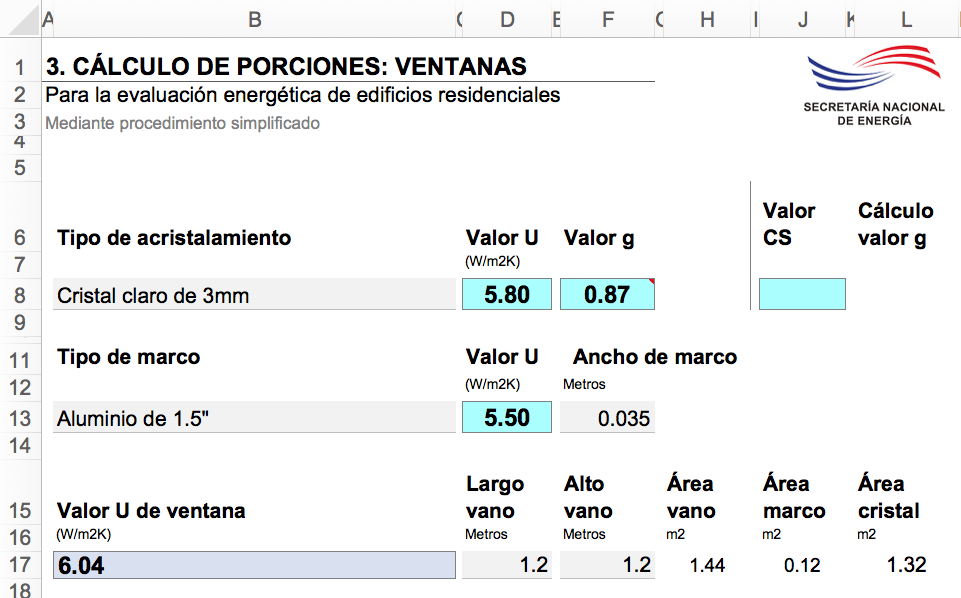 A B C D E F G H I J K L
1 3. CÁLCULO DE PORCIONES: VENTANAS
2 Para la evaluación energética de edificios residenciales
3 Mediante procedimiento simplificado
SECRETARÍA NACIONAL
DE ENERGÍA
4
5
Valor Cálculo
6 Tipo de acristalamiento Valor U Valor g CS valor g
7 (W/m2K)
8 Cristal claro de 3mm 5.80 0.87
9
11 Tipo de marco Valor U Ancho de marco
12 (W/m2K) Metros
13 Aluminio de 1.5" 5.50 0.035
14
Largo Alto Área Área Área
15 Valor U de ventana vano vano vano marco cristal
16 (W/m2K) Metros Metros m2 m2 m2
17 6.04 1.2 1.2 1.44 0.12 1.32
18